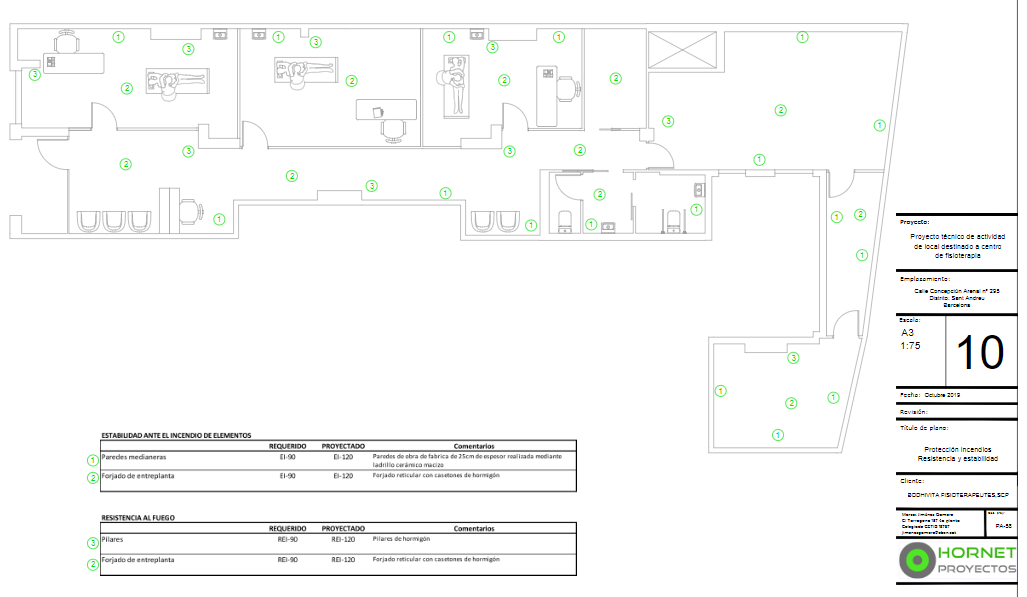 1
3
1
3
1
3
1
1
3
2
2
2
2
2
3
1
2
3
2
3
2
1
2
3
1
2
1
1
1
1
1
2
1
3
1
2
1
1
Proyecto:
Proyecto técnico de actividad
de local destinado a centro
de fisioterapia
Emplazamiento:
Calle Concepción Arenal nº 295
Distrito. Sant Andreu
Barcelona
Escala:
A3
1:75
10
Fecha: Octubre 2019
Revisión:
Título de plano:
Protección incendios
Resistencia y estabilidad
Cliente:
BODHIVITA FISIOTERAPEUTES,SCP
Marcos Jiménez Gamero
PA-55
HORNET
PROYECTOS
ESTABILIDAD ANTE EL INCENDIO DE ELEMENTOS
REQUERIDO PROYECTADO Comentarios
1 Paredes medianeras EI-90 EI-120 Paredes de obra de fabrica de 25cm de espesor realizada mediante
ladrillo cerámico macizo
2 Forjado de entreplanta EI-90 EI-120 Forjado reticular con casetones de hormigón
RESISTENCIA AL FUEGO
REQUERIDO PROYECTADO Comentarios
3 Pilares REI-90 REI-120 Pilares de hormigón
2 Forjado de entreplanta REI-90 REI-120 Forjado reticular con casetones de hormigón